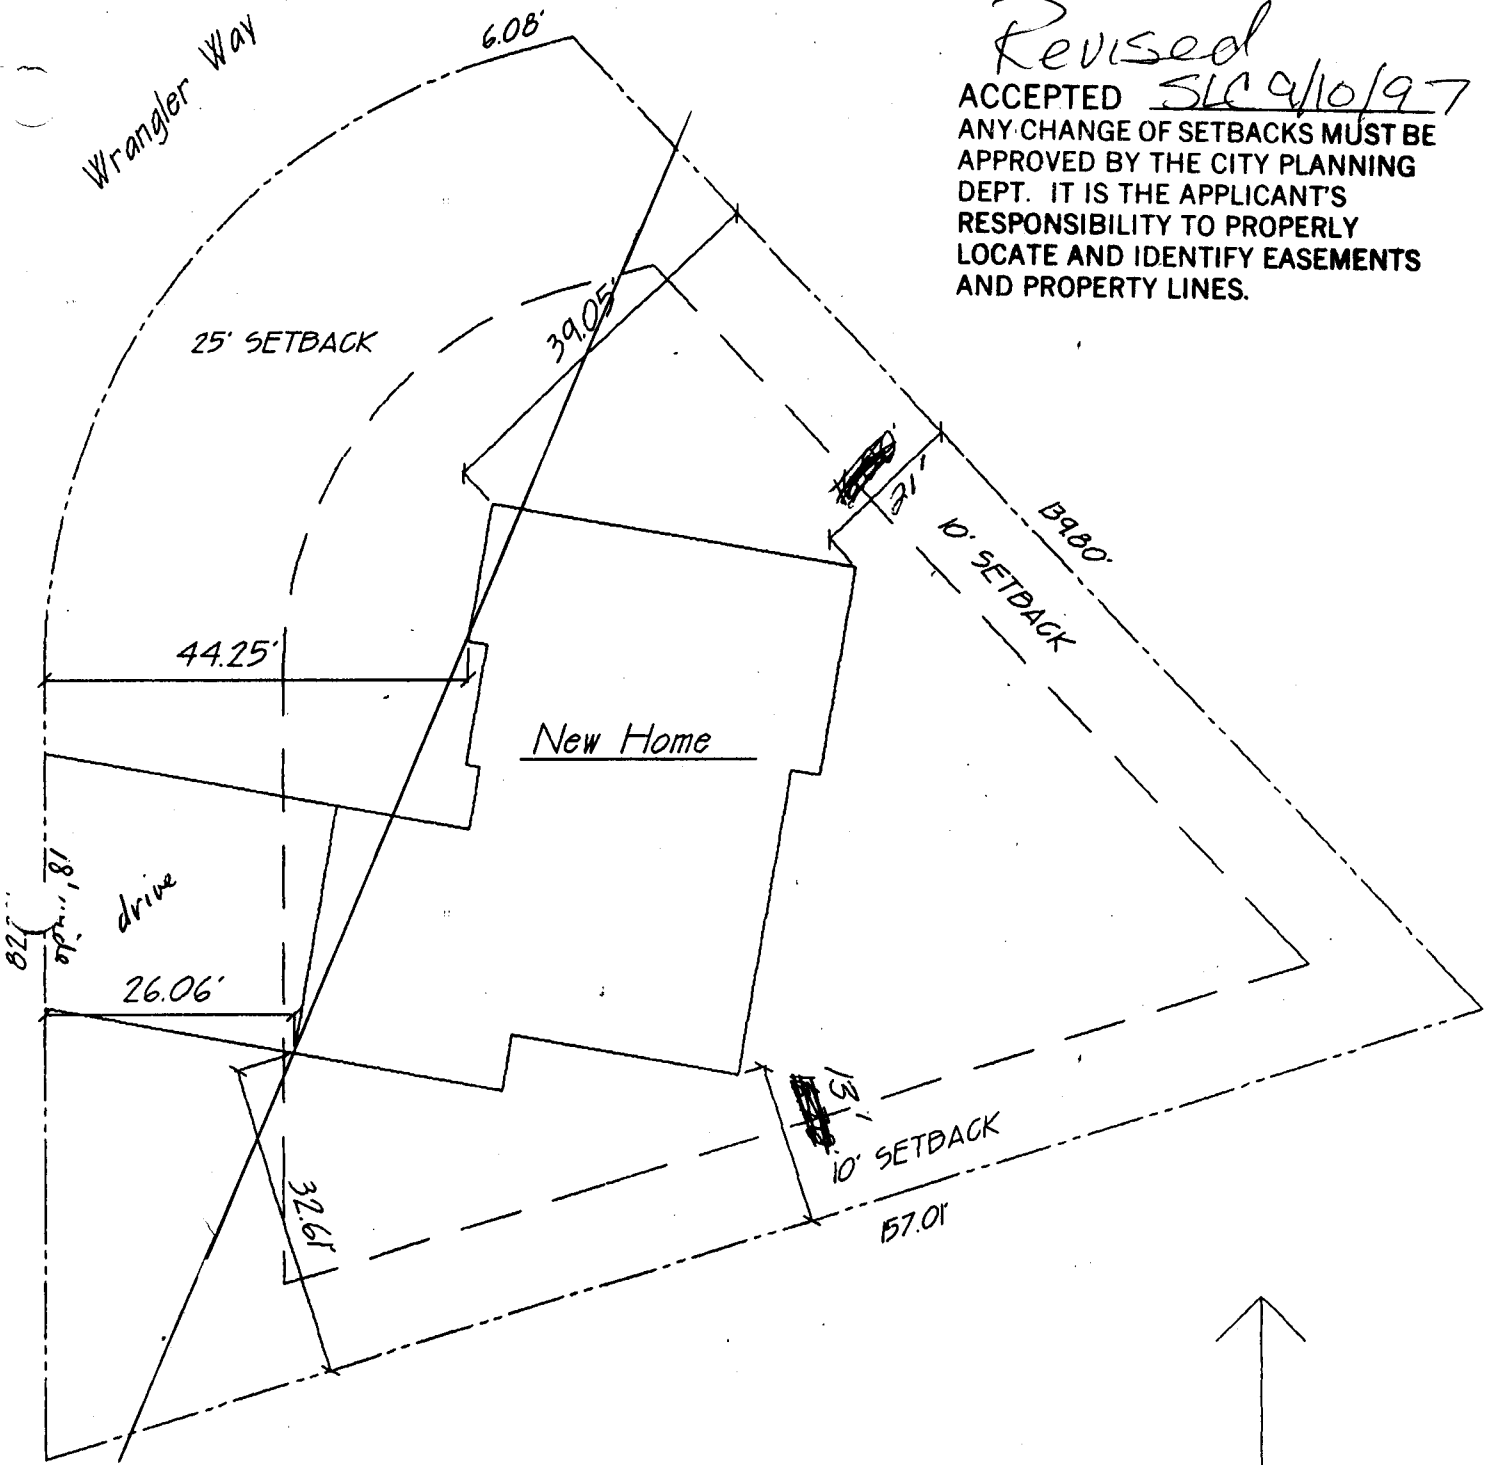 Revised
ACCEPTED SLC 9/10/97
ANY CHANGE OF SETBACKS MUST BE
APPROVED BY THE CITY PLANNING
DEPT. IT IS THE APPLICANT'S
RESPONSIBILITY TO PROPERLY
LOCATE AND IDENTIFY EASEMENTS
AND PROPERTY LINES.
Wrangler Way
6.08'
25' SETBACK
39.05'
21'
139.80'
10' SETBACK
44.25'
New Home
18'
drive
26.06'
13'
10' SETBACK
32.61'
157.01'